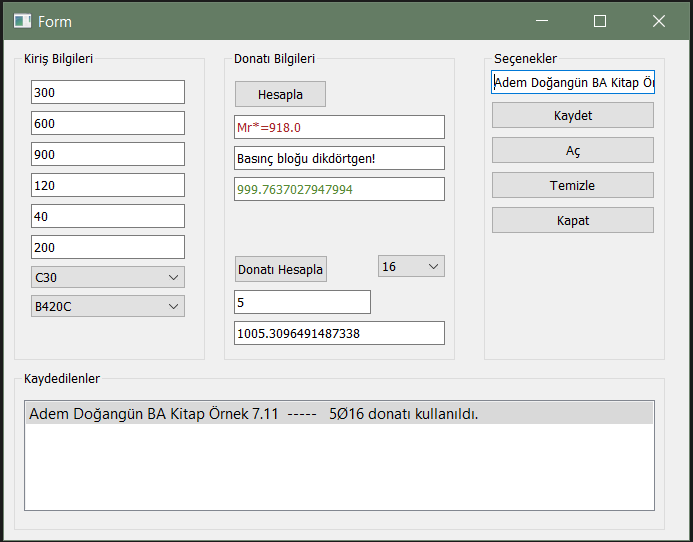 Form
Kiriş Bilgileri
300
600
900
120
40
200
C30
B420C
Donatı Bilgileri
Hesapla
Mr*=918.0
Basınç bloğu dikdörtgen!
999.7637027947994
Donatı Hesapla
16
5
1005.3096491487338
Seçenekler
Adem Doğangün BA Kitap
Kaydet
Aç
Temizle
Kapat
Kaydedilenler
Adem Doğangün BA Kitap Örnek 7.11 ----- 5Ø16 donatı kullanıldı.